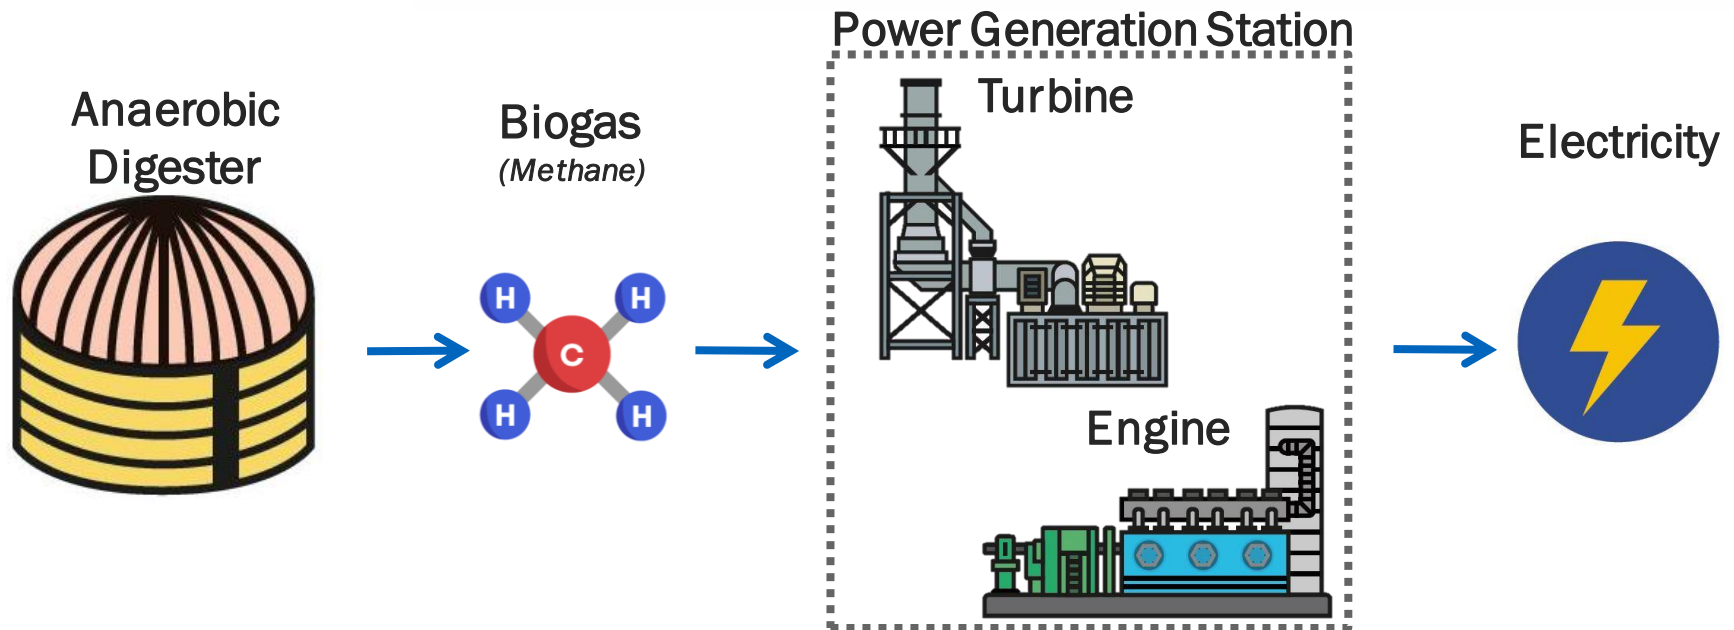 Power Generation Station
Anaerobic
Digester
Biogas
(Methane)
Turbine
Electricity
H
H
C
H
H
Engine